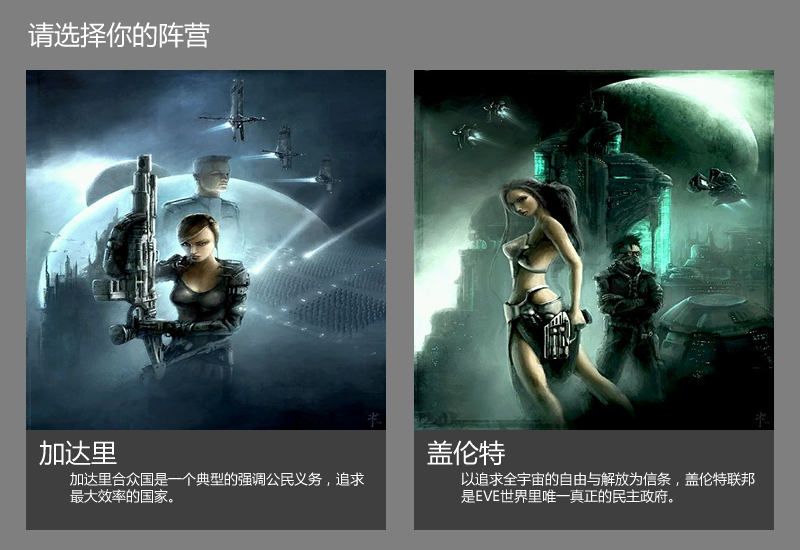 请选择你的阵营
加达里
加达里合众国是一个典型的强调公民义务，追求
最大效率的国家。
盖伦特
以追求全宇宙的自由与解放为信条，盖伦特联邦
是EVE世界里唯一真正的民主政府。